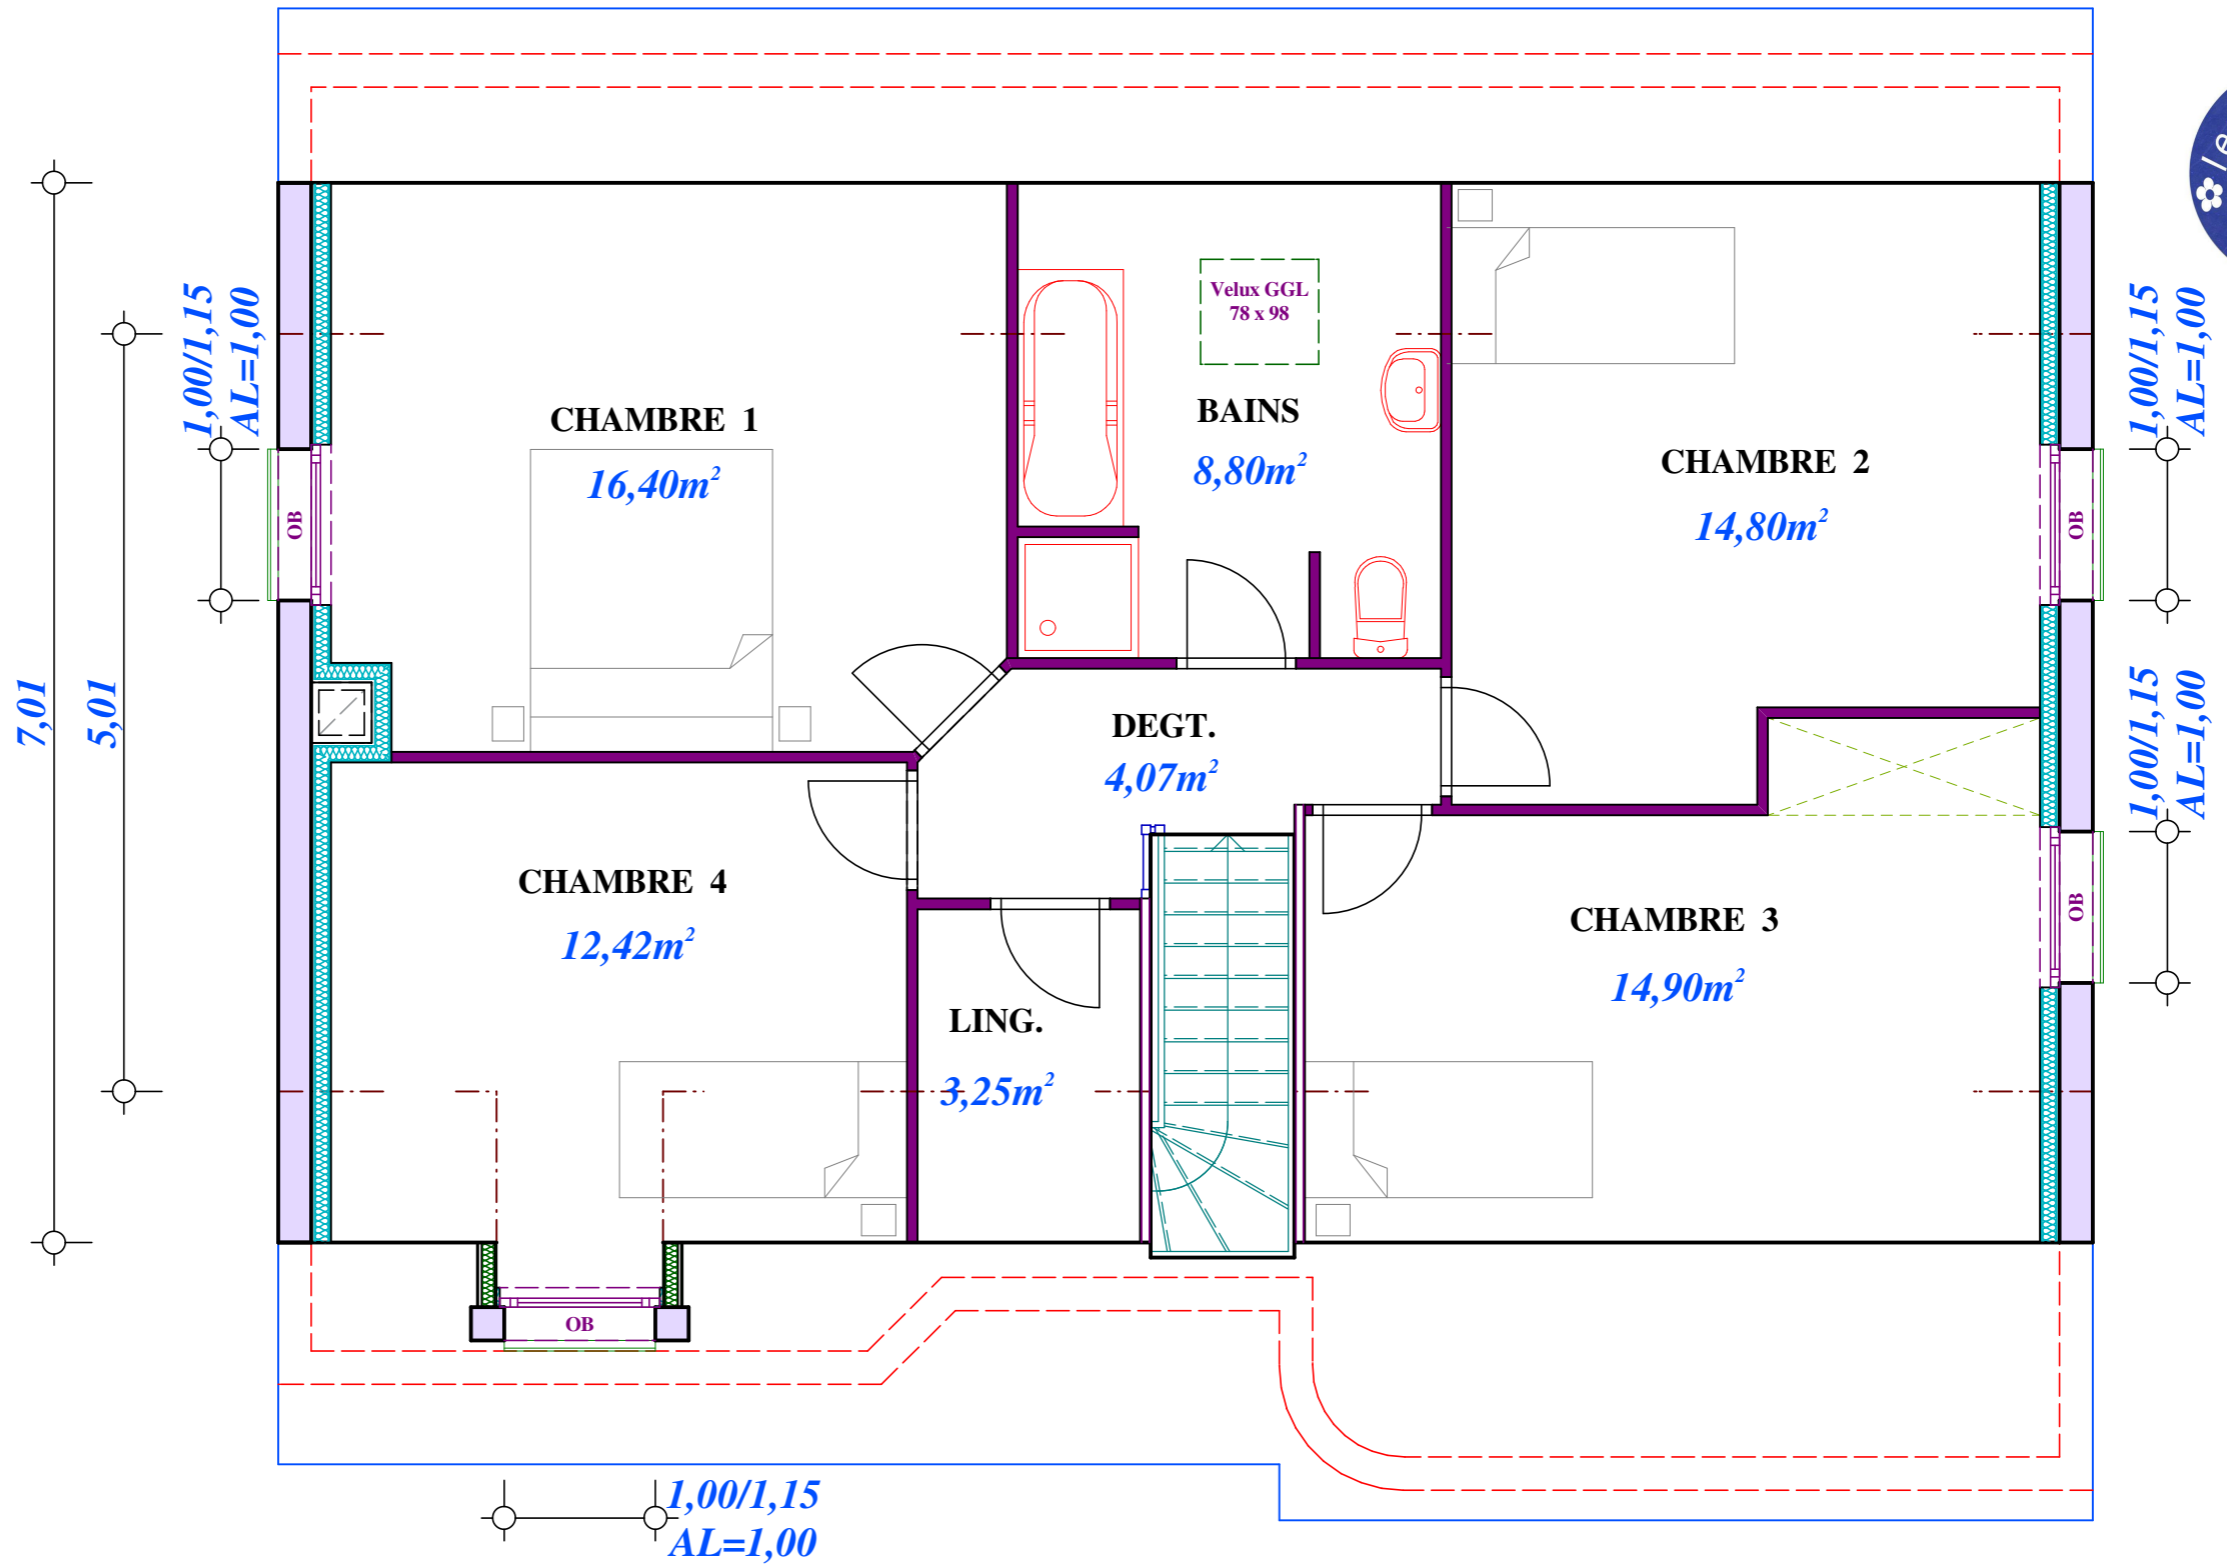 Velux GGL
78 x 98
1,00/1,15
AL=1,00
1,00/1,15
AL=1,00
CHAMBRE 1
16,40m²
BAINS
8,80m²
CHAMBRE 2
14,80m²
OB
OB
7,01
5,01
DEGT.
4,07m²
1,00/1,15
AL=1,00
CHAMBRE 4
12,42m²
CHAMBRE 3
14,90m²
OB
LING.
3,25m²
OB
1,00/1,15
AL=1,00